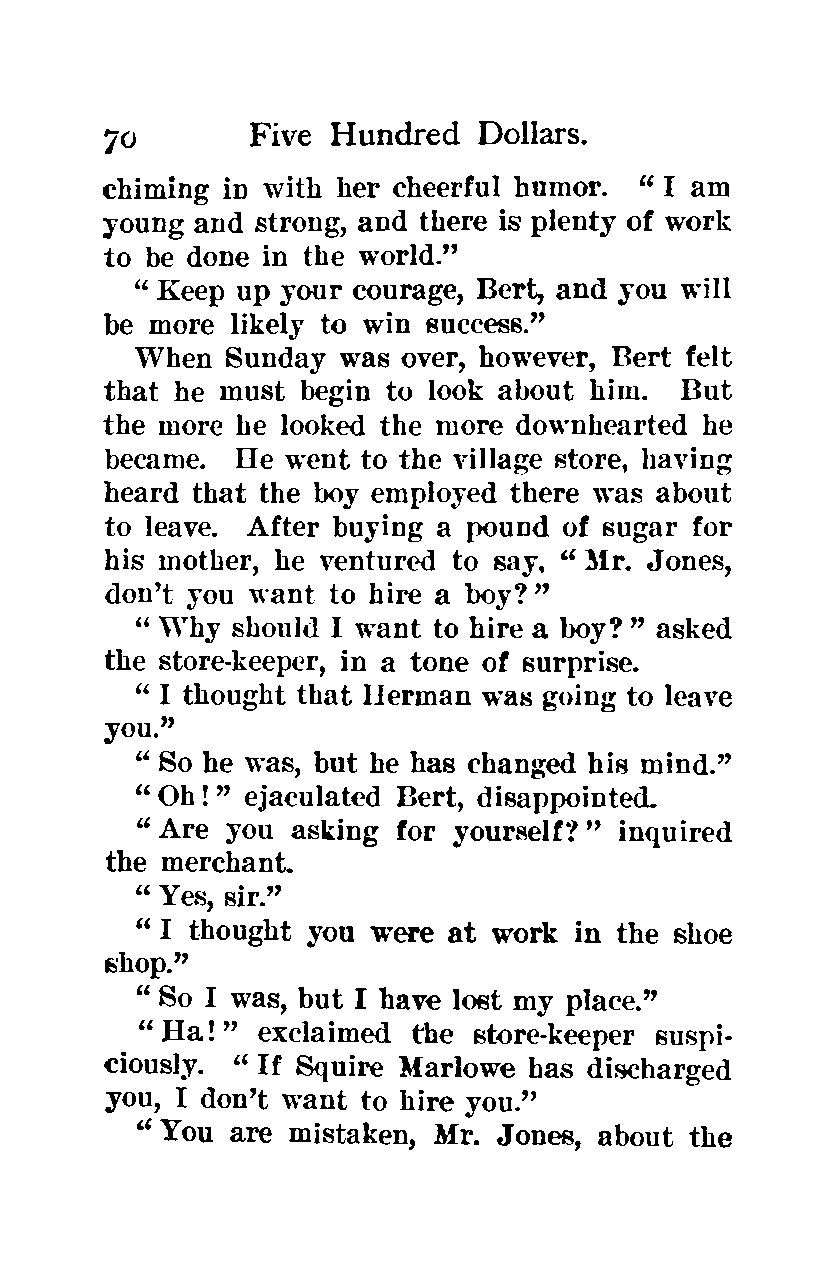 70 Five Hundred Dollars.
chiming in with her cheerful humor. “ I am
young and strong, and there is plenty of work
to be done in the world.”
“ Keep up your courage, Bert, and you will
be more likely to win success.”
When Sunday was over, however, Bert felt
that he must begin to look about him. But
the more he looked the more downhearted he
became. He went to the village store, having
heard that the boy employed there was about
to leave. After buying a pound of sugar for
his mother, he ventured to say, “ Mr. Jones,
don’t you want to hire a boy? ”
“ Why should I want to hire a boy? ” asked
the store-keeper, in a tone of surprise.
“ I thought that Herman was going to leave
you.”
“ So he was, but he has changed his mind.”
“ Oh! ” ejaculated Bert, disappointed.
“ Are you asking for yourself? ” inquired
the merchant.
“ Yes, sir.”
“ I thought you were at work in the shoe
shop.”
“ So I was, but I have lost my place.”
“ Ha! ” exclaimed the store-keeper suspi-
ciously. “ If Squire Marlowe has discharged
you, I don’t want to hire you.”
“ You are mistaken, Mr. Jones, about the